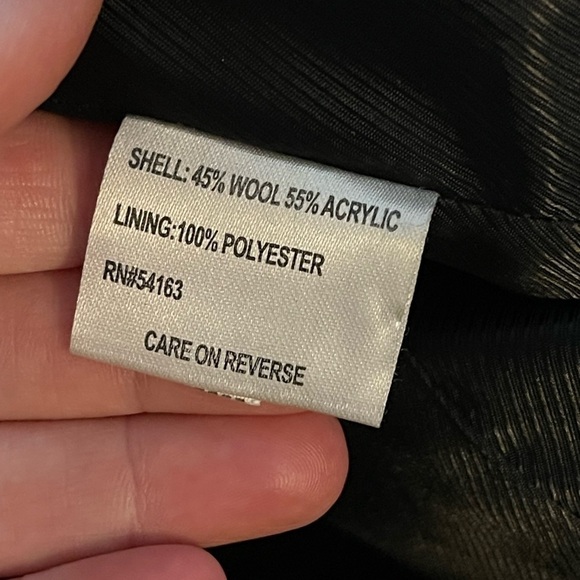 SHELL: 45% WOOL 55% ACRYLIC
LINING:100% POLYESTER
RN#54163
CARE ON REVERSE